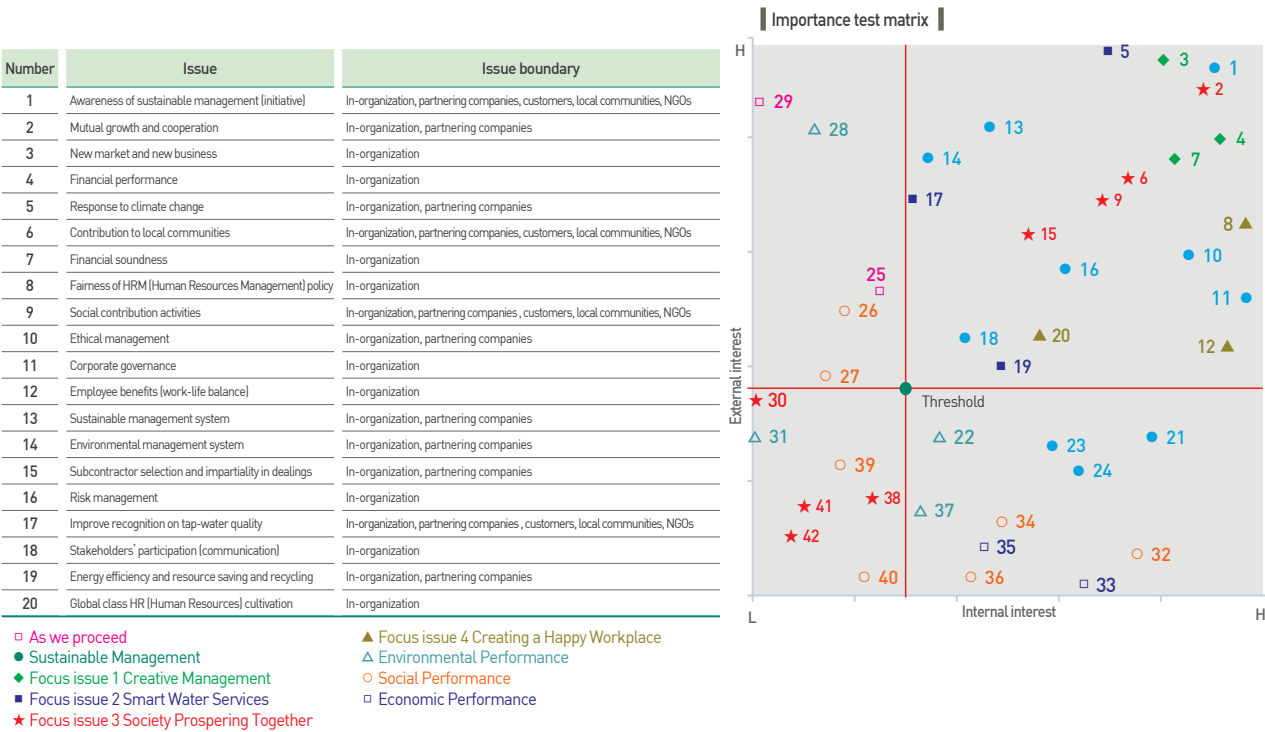 Importance test matrix
Number Issue Issue boundary
1 Awareness of sustainable management (initiative) In-organization, partnering companies, customers, local communities, NGOs
2 Mutual growth and cooperation In-organization, partnering companies
3 New market and new business In-organization
4 Financial performance In-organization
5 Response to climate change In-organization, partnering companies
6 Contribution to local communities In-organization, partnering companies, customers, local communities, NGOs
7 Financial soundness In-organization
8 Fairness of HRM (Human Resources Management) policy In-organization
9 Social contribution activities In-organization, partnering companies , customers, local communities, NGOs
10 Ethical management In-organization, partnering companies
11 Corporate governance In-organization
12 Employee benefits (work-life balance) In-organization
13 Sustainable management system In-organization, partnering companies
14 Environmental management system In-organization, partnering companies
15 Subcontractor selection and impartiality in dealings In-organization, partnering companies
16 Risk management In-organization
17 Improve recognition on tap-water quality In-organization, partnering companies , customers, local communities, NGOs
18 Stakeholders' participation (communication) In-organization
19 Energy efficiency and resource saving and recycling In-organization, partnering companies
20 Global class HR (Human Resources) cultivation In-organization
As we proceed
Sustainable Management
Focus issue 1 Creative Management
Focus issue 2 Smart Water Services
Focus issue 3 Society Prospering Together
Focus issue 4 Creating a Happy Workplace
Environmental Performance
Social Performance
Economic Performance
H
External interest
5
3
1
2
29
28
13
4
14
7
6
17
9
8
15
10
25
16
11
26
18
20
12
19
27
Threshold
30
31
22
21
23
39
24
38
41
37
34
42
35
32
40
36
33
L
Internal interest
H